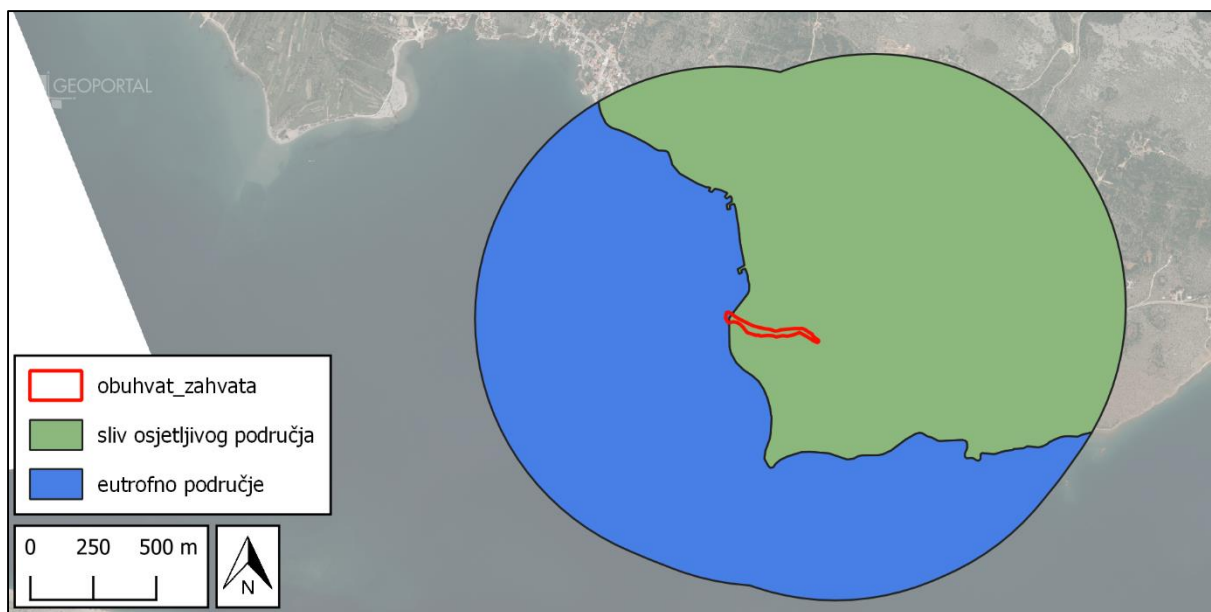 GEOPORTAL
obuhvat_zahvata
sliv osjetljivog područja
eutrofno područje
0 250 500 m
N